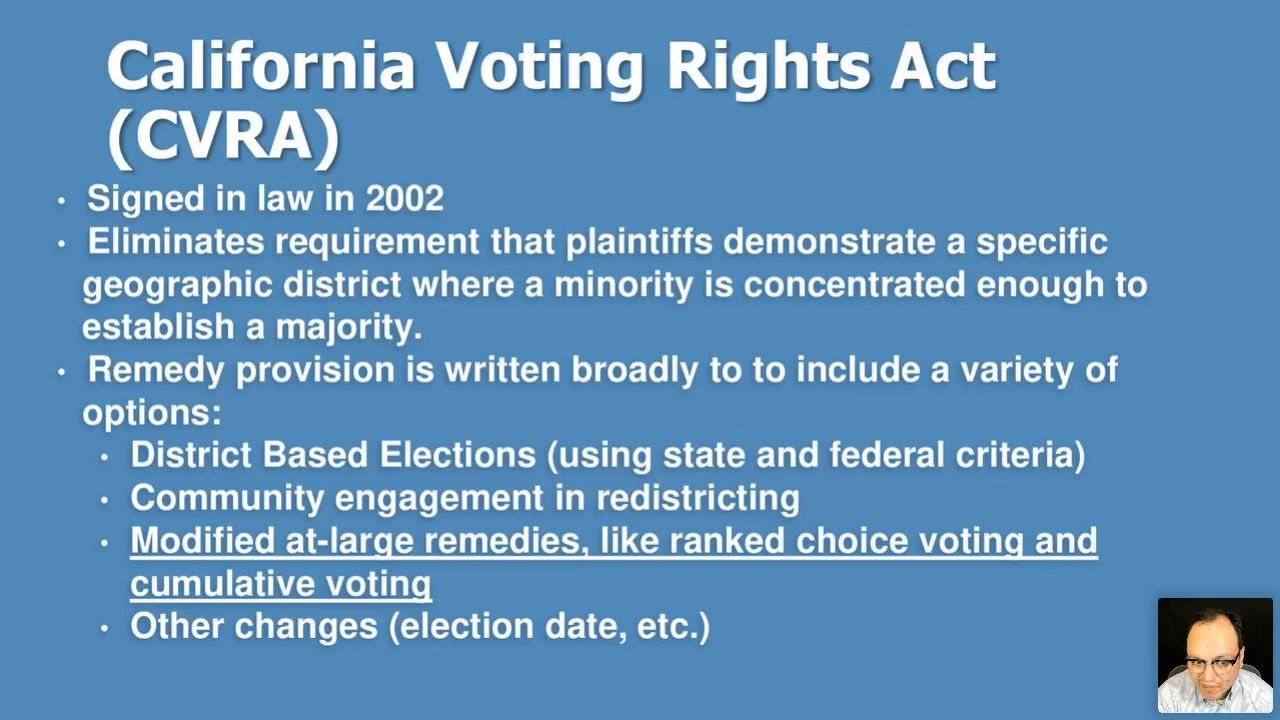 California Voting Rights Act
(CVRA)
• Signed in law in 2002
• Eliminates requirement that plaintiffs demonstrate a specific
geographic district where a minority is concentrated enough to
establish a majority.
• Remedy provision is written broadly to to include a variety of
options:
• District Based Elections (using state and federal criteria)
• Community engagement in redistricting
• Modified at-large remedies, like ranked choice voting and
cumulative voting
• Other changes (election date, etc.)